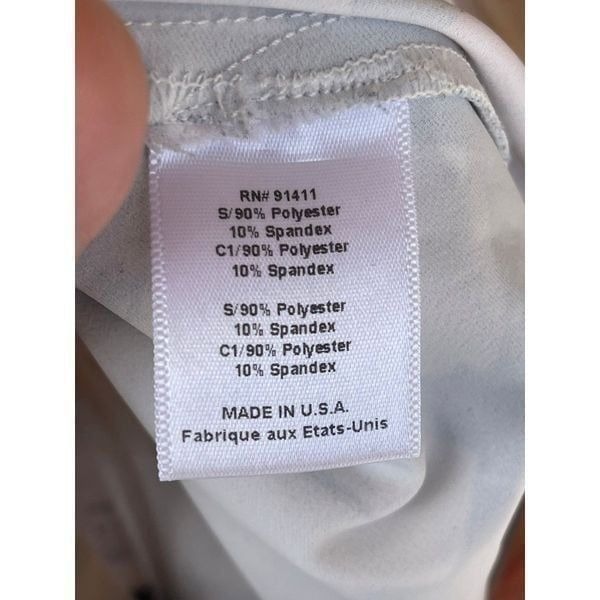 RN# 91411
S/90% Polyester
10% Spandex
C1/90% Polyester
10% Spandex
S/90% Polyester
10% Spandex
C1/90% Polyester
10% Spandex
MADE IN U.S.A.
Fabrique aux Etats-Unis